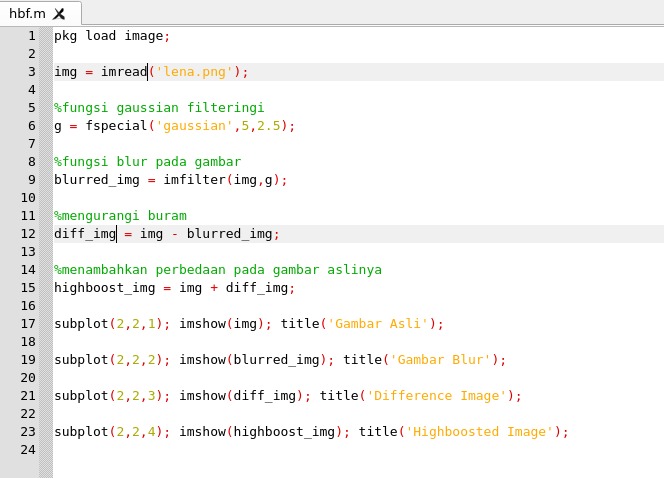 hbf.m
1 pkg load image;
2
3 img = imread('lena.png');
4
5 %fungsi gaussian filteringi
6 g = fspecial('gaussian',5,2.5);
7
8 %fungsi blur pada gambar
9 blurred_img = imfilter(img,g);
10
11 %mengurangi buram
12 diff_img = img - blurred_img;
13
14 %menambahkan perbedaan pada gambar aslinya
15 highboost_img = img + diff_img;
16
17 subplot(2,2,1); imshow(img); title('Gambar Asli');
18
19 subplot(2,2,2); imshow(blurred_img); title('Gambar Blur');
20
21 subplot(2,2,3); imshow(diff_img); title('Difference Image');
22
23 subplot(2,2,4); imshow(highboost_img); title('Highboosted Image');
24